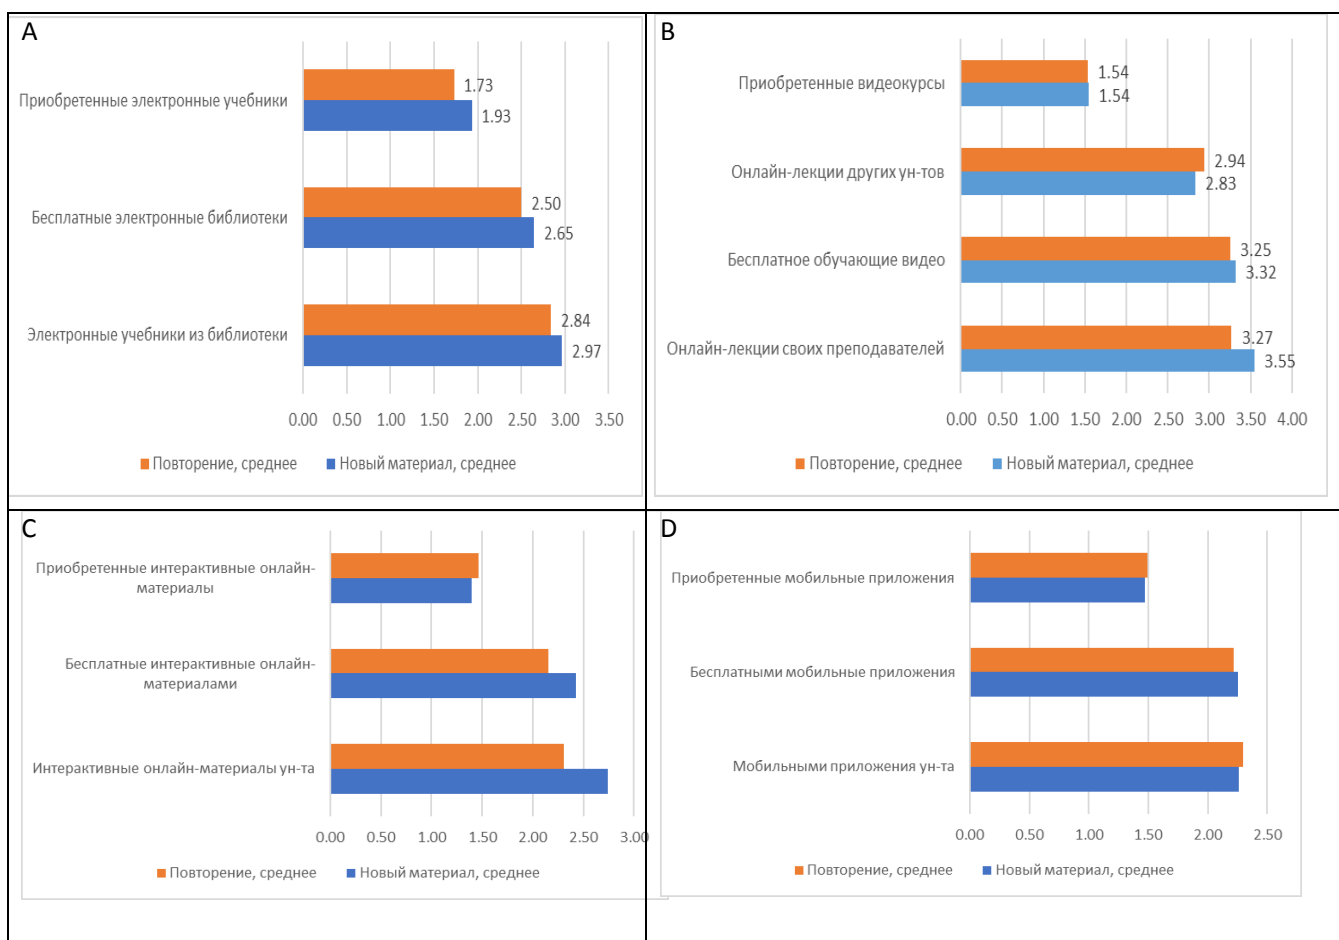 A
Приобретенные электронные учебники
1.73
1.93
Бесплатные электронные библиотеки
2.50
2.65
Электронные учебники из библиотеки
2.84
2.97
0.00 0.50 1.00 1.50 2.00 2.50 3.00 3.50
Повторение, среднее Новый материал, среднее
B
Приобретенные видеокурсы
1.54
1.54
Онлайн-лекции других ун-тов
2.94
2.83
Бесплатное обучающие видео
3.25
3.32
Онлайн-лекции своих преподавателей
3.27
3.55
0.00 0.50 1.00 1.50 2.00 2.50 3.00 3.50 4.00
Повторение, среднее Новый материал, среднее
C
Приобретенные интерактивные онлайн-
материалы
Бесплатные интерактивные онлайн-
материалами
Интерактивные онлайн-материалы ун-та
0.00 0.50 1.00 1.50 2.00 2.50 3.00
Повторение, среднее Новый материал, среднее
D
Приобретенные мобильные приложения
Бесплатными мобильные приложения
Мобильными приложения ун-та
0.00 0.50 1.00 1.50 2.00 2.50
Повторение, среднее Новый материал, среднее